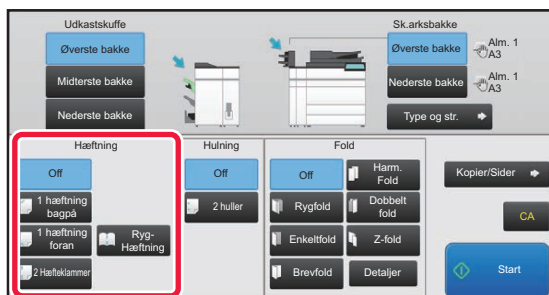 Udkastskuffe
Øverste bakke
Midterste bakke
Nederste bakke
Sk.arksbakke
Øverste bakke
Alm. 1
A3
Nederste bakke
Alm. 1
A3
Type og str.
Hæftning
Off
1 hæftning
bagpå
1 hæftning
foran
2 Hæfteklammer
Ryg-
Hæftning
Hulning
Off
2 huller
Fold
Off
Rygfold
Enkeltfold
Brevfold
Harm.
Fold
Dobbelt
fold
Z-fold
Detaljer
Kopier/Sider
CA
Start